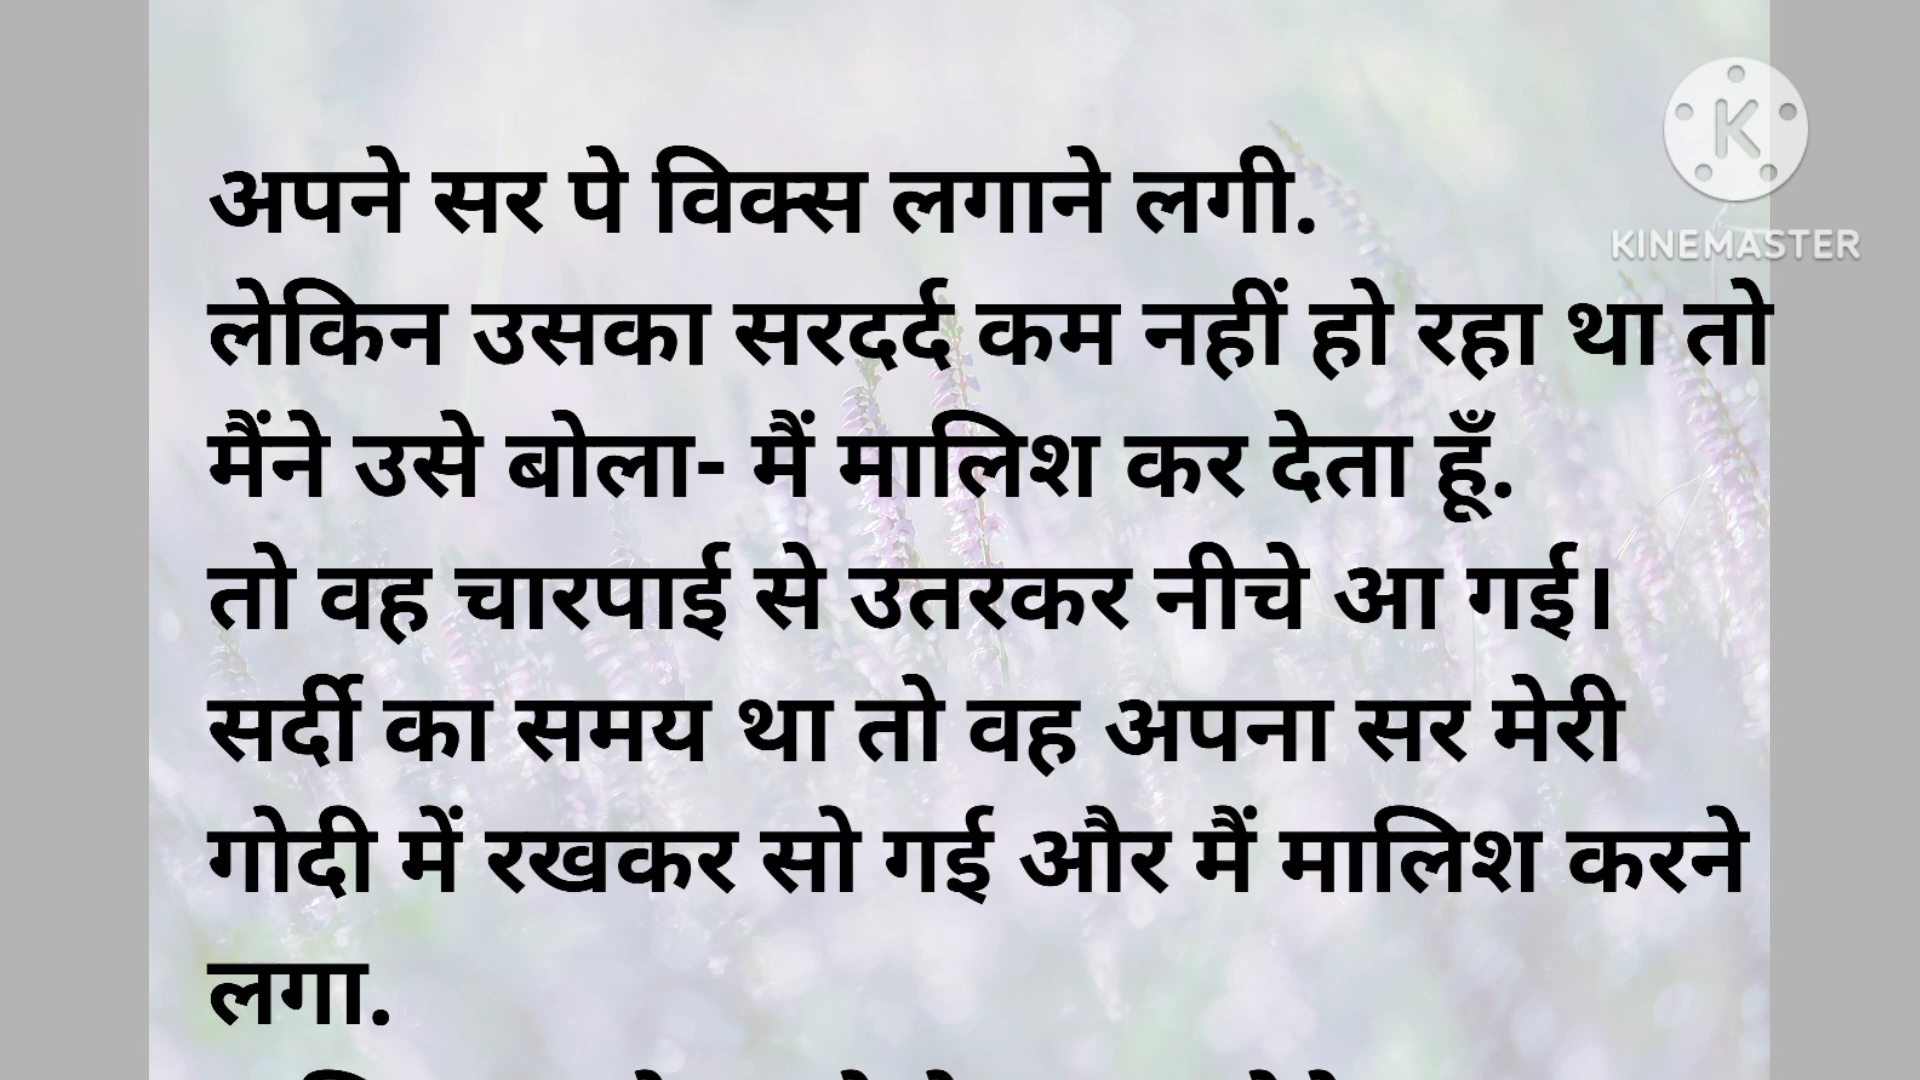 अपने सर पे विक्स लगाने लगी.
लेकिन उसका सरदर्द कम नहीं हो रहा था तो
मैंने उसे बोला- मैं मालिश कर देता हूँ.
तो वह चारपाई से उतरकर नीचे आ गई।
सर्दी का समय था तो वह अपना सर मेरी
गोदी में रखकर सो गई और मैं मालिश करने
लगा.
K
KINEMASTER